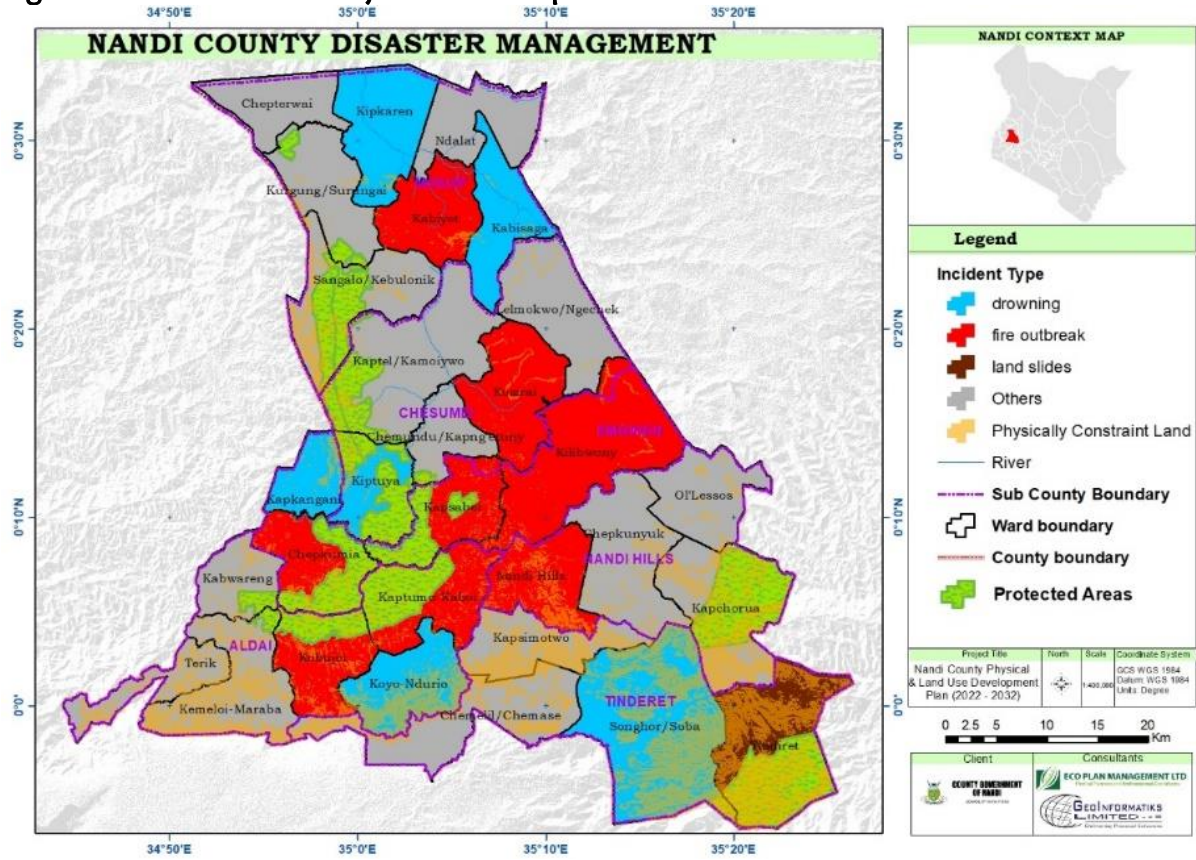 NANDI COUNTY DISASTER MANAGEMENT
34°50'E
35°0'E
35°10'E
35°20'E
0°30'N
0°20'N
0°10'N
0°0'
0°30'N
0°20'N
0°10'N
0°0'
34°50'E
35°0'E
35°10'E
35°20'E
Chepterwai
Kipkaren
Ndalat
Kurgung/Surungai
Kabiyet
Kabisaga
Sangalo/Kebulonik
Lelmokwo/Ngechek
Kaptel/Kamoiywo
CHESUMEI
Chemundu/Kapng'etuny
Kilibwony
Kapkangani
Kiptuya
Kapsabet
Ol'Lessos
Chepkunyuk
NANDI HILLS
Chepkumia
Kabwareng
Nandi Hills
Kapchorua
ALDAI
Kapsimotwo
Terik
Koyo-Ndurio
TINDERET
Kemeloi-Maraba
Chemelil/Chemase
Songhor/Soba
NANDI CONTEXT MAP
Legend
Incident Type
drowning
fire outbreak
land slides
Others
Physically Constraint Land
River
Sub County Boundary
Ward boundary
County boundary
Protected Areas
Project Title
North
Scale
Coordinate System
Nandi County Physical
& Land Use Development
Plan (2022 - 2032)
1:400,000
GCS WGS 1984
Datum: WGS 1984
Units: Degree
0 2.5 5 10 15 20
Km
Client
Consultants
COUNTY GOVERNMENT
OF NANDI
ECO PLAN MANAGEMENT LTD
GEOINFORMATIKS
LIMITED